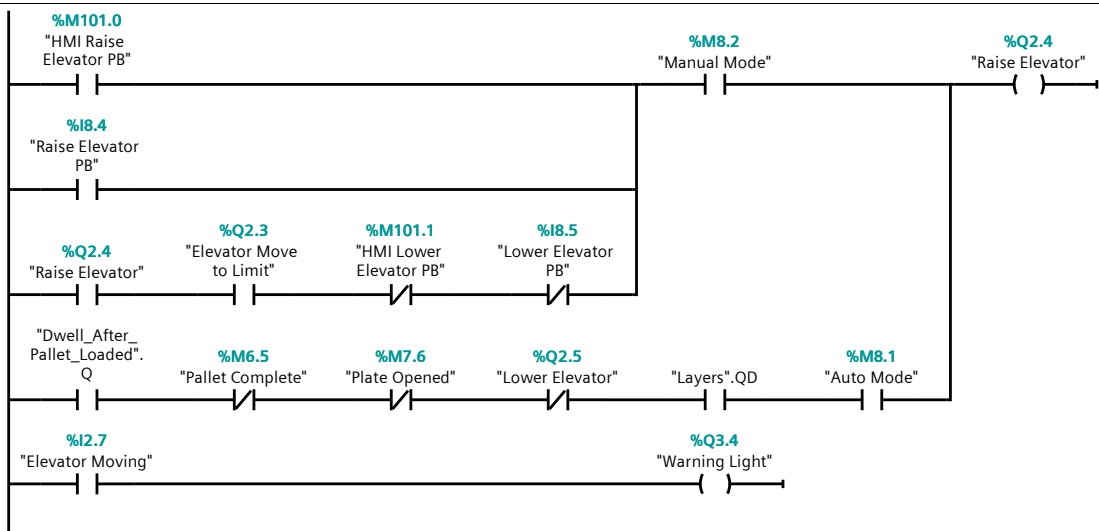 %M101.0
"HMI Raise
Elevator PB"
%M8.2
"Manual Mode"
%Q2.4
"Raise Elevator"
%I8.4
"Raise Elevator
PB"
%Q2.4
"Raise Elevator"
%Q2.3
"Elevator Move
to Limit"
%M101.1
"HMI Lower
Elevator PB"
%I8.5
"Lower Elevator
PB"
"Dwell_After_
Pallet_Loaded".
Q
%M6.5
"Pallet Complete"
%M7.6
"Plate Opened"
%Q2.5
"Lower Elevator"
"Layers".QD
%M8.1
"Auto Mode"
%I2.7
"Elevator Moving"
%Q3.4
"Warning Light"